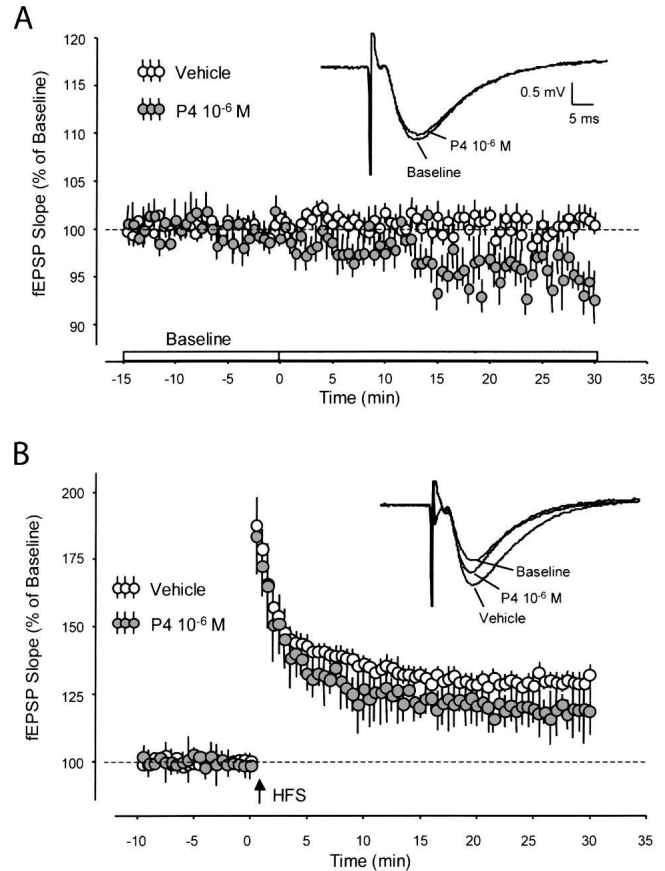 A
fEPSP Slope (% of Baseline)
120
115
110
105
100
95
90
Vehicle
P4 10⁻⁶ M
0.5 mV
5 ms
P4 10⁻⁶ M
Baseline
Baseline
-15 -10 -5 0 5 10 15 20 25 30 35
Time (min)
B
fEPSP Slope (% of Baseline)
200
175
150
125
100
Vehicle
P4 10⁻⁶ M
Baseline
P4 10⁻⁶ M
Vehicle
HFS
-10 -5 0 5 10 15 20 25 30 35
Time (min)